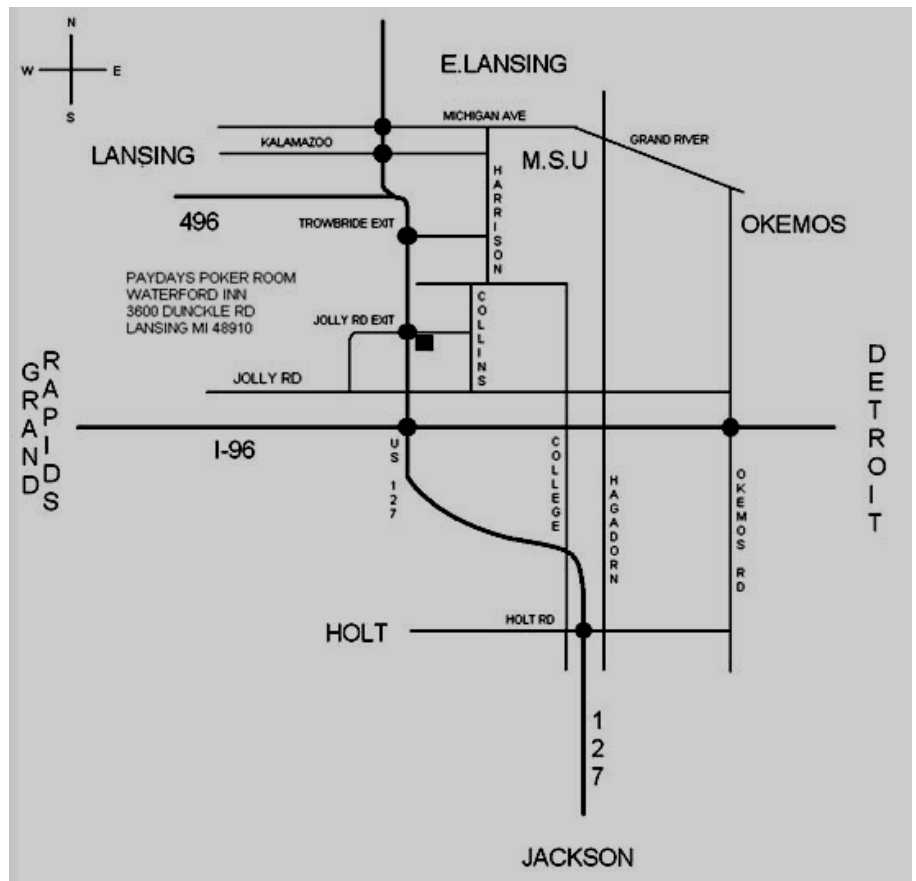 N
W E
S
E.LANSING
MICHIGAN AVE
GRAND RIVER
KALAMAZOO
LANSING
M.S.U
HARRISON
496
TROWBRIDE EXIT
OKEMOS
PAYDAYS POKER ROOM
WATERFORD INN
3600 DUNCKLE RD
LANSING MI 48910
COLLINS
JOLLY RD EXIT
GRAND
RAPIDS
JOLLY RD
DETROIT
I-96
US 127
COLLEGE
HAGADORN
OKEMOS RD
HOLT
HOLT RD
127
JACKSON